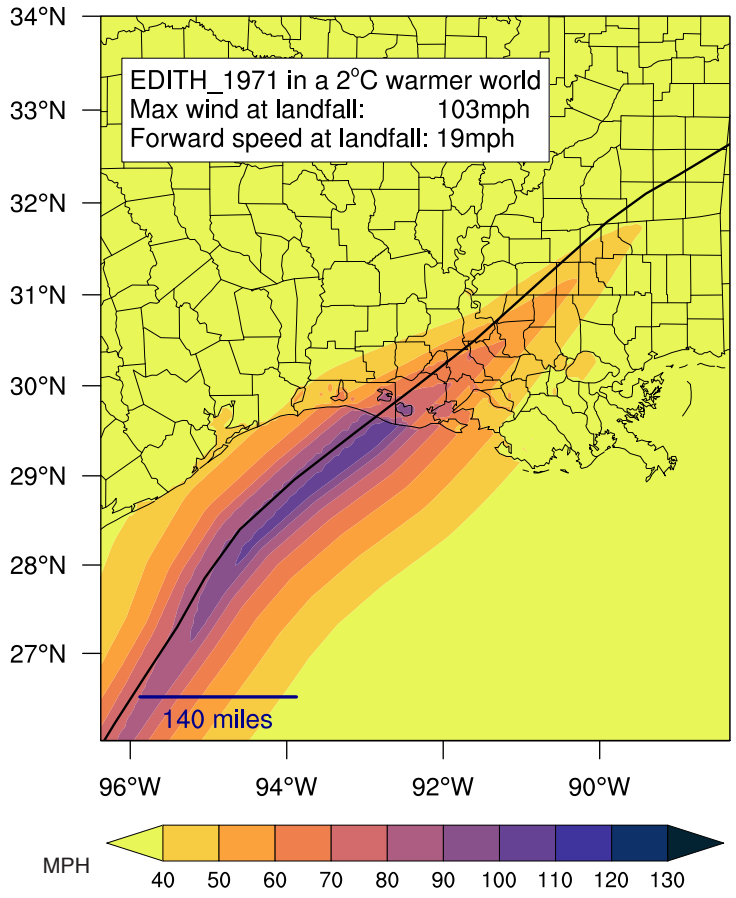 34°N
EDITH_1971 in a 2°C warmer world
Max wind at landfall: 103mph
Forward speed at landfall: 19mph
33°N
32°N
31°N
30°N
29°N
28°N
27°N
140 miles
96°W 94°W 92°W 90°W
MPH
40 50 60 70 80 90 100 110 120 130